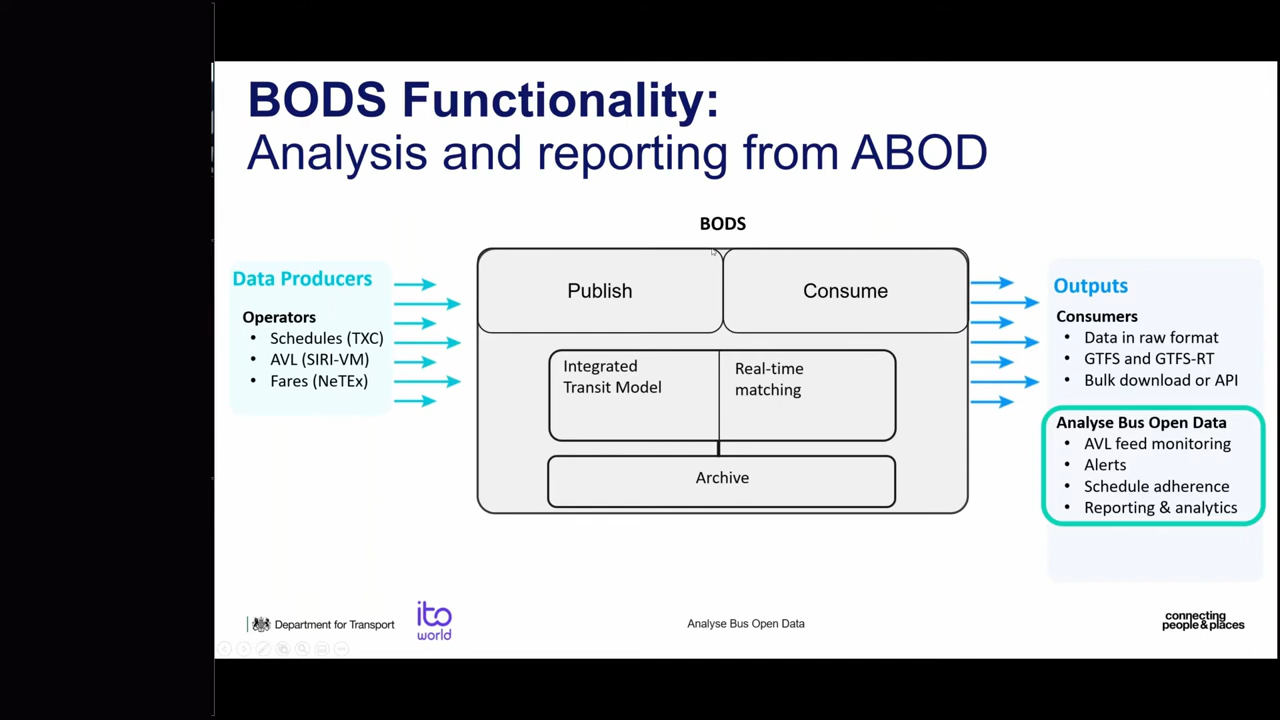 BODS Functionality:
Analysis and reporting from ABOD
BODS
Data Producers
Operators
• Schedules (TXC)
• AVL (SIRI-VM)
• Fares (NeTEx)
Publish
Consume
Integrated
Transit Model
Real-time
matching
Archive
Outputs
Consumers
• Data in raw format
• GTFS and GTFS-RT
• Bulk download or API
Analyse Bus Open Data
• AVL feed monitoring
• Alerts
• Schedule adherence
• Reporting & analytics
Department for Transport
ito
world
Analyse Bus Open Data
connecting
people&places